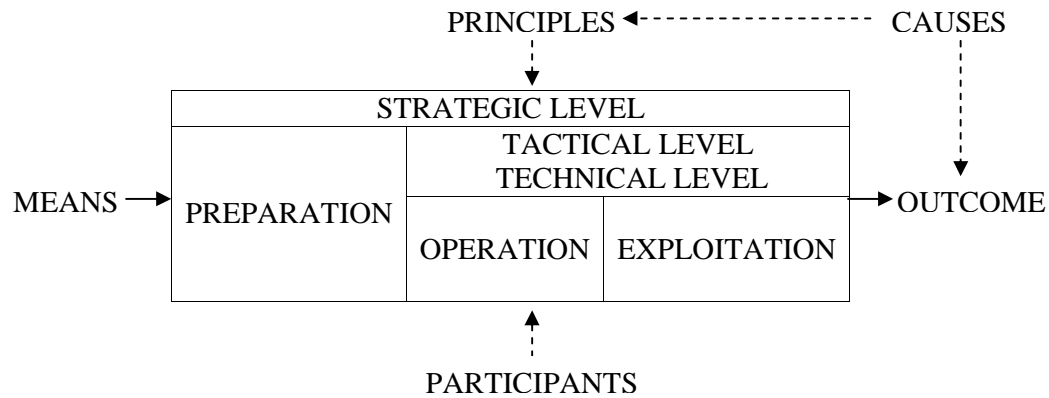 PRINCIPLES CAUSES
STRATEGIC LEVEL
TACTICAL LEVEL
TECHNICAL LEVEL
MEANS PREPARATION OUTCOME
OPERATION EXPLOITATION
PARTICIPANTS